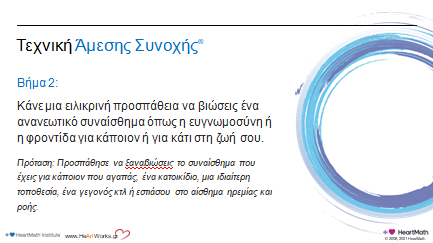 Τεχνική Άμεσης Συνοχής®
Βήμα 2:
Κάνε μια ειλικρινή προσπάθεια να βιώσεις ένα
ανανεωτικό συναίσθημα όπως η ευγνωμοσύνη ή
η φροντίδα για κάποιον ή για κάτι στη ζωή σου.
Πρόταση: Προσπάθησε να ξαναβιώσεις το συναίσθημα που
έχεις για κάποιον που αγαπάς, ένα κατοικίδιο, μια ιδιαίτερη
τοποθεσία, ένα γεγονός κτλ ή εσπιάσου στο αίσθημα ηρεμίας και
ροής.
HeartMath Institute www.HeArtWorks.gr HeartMath
© 2008, 2021 HeartMath